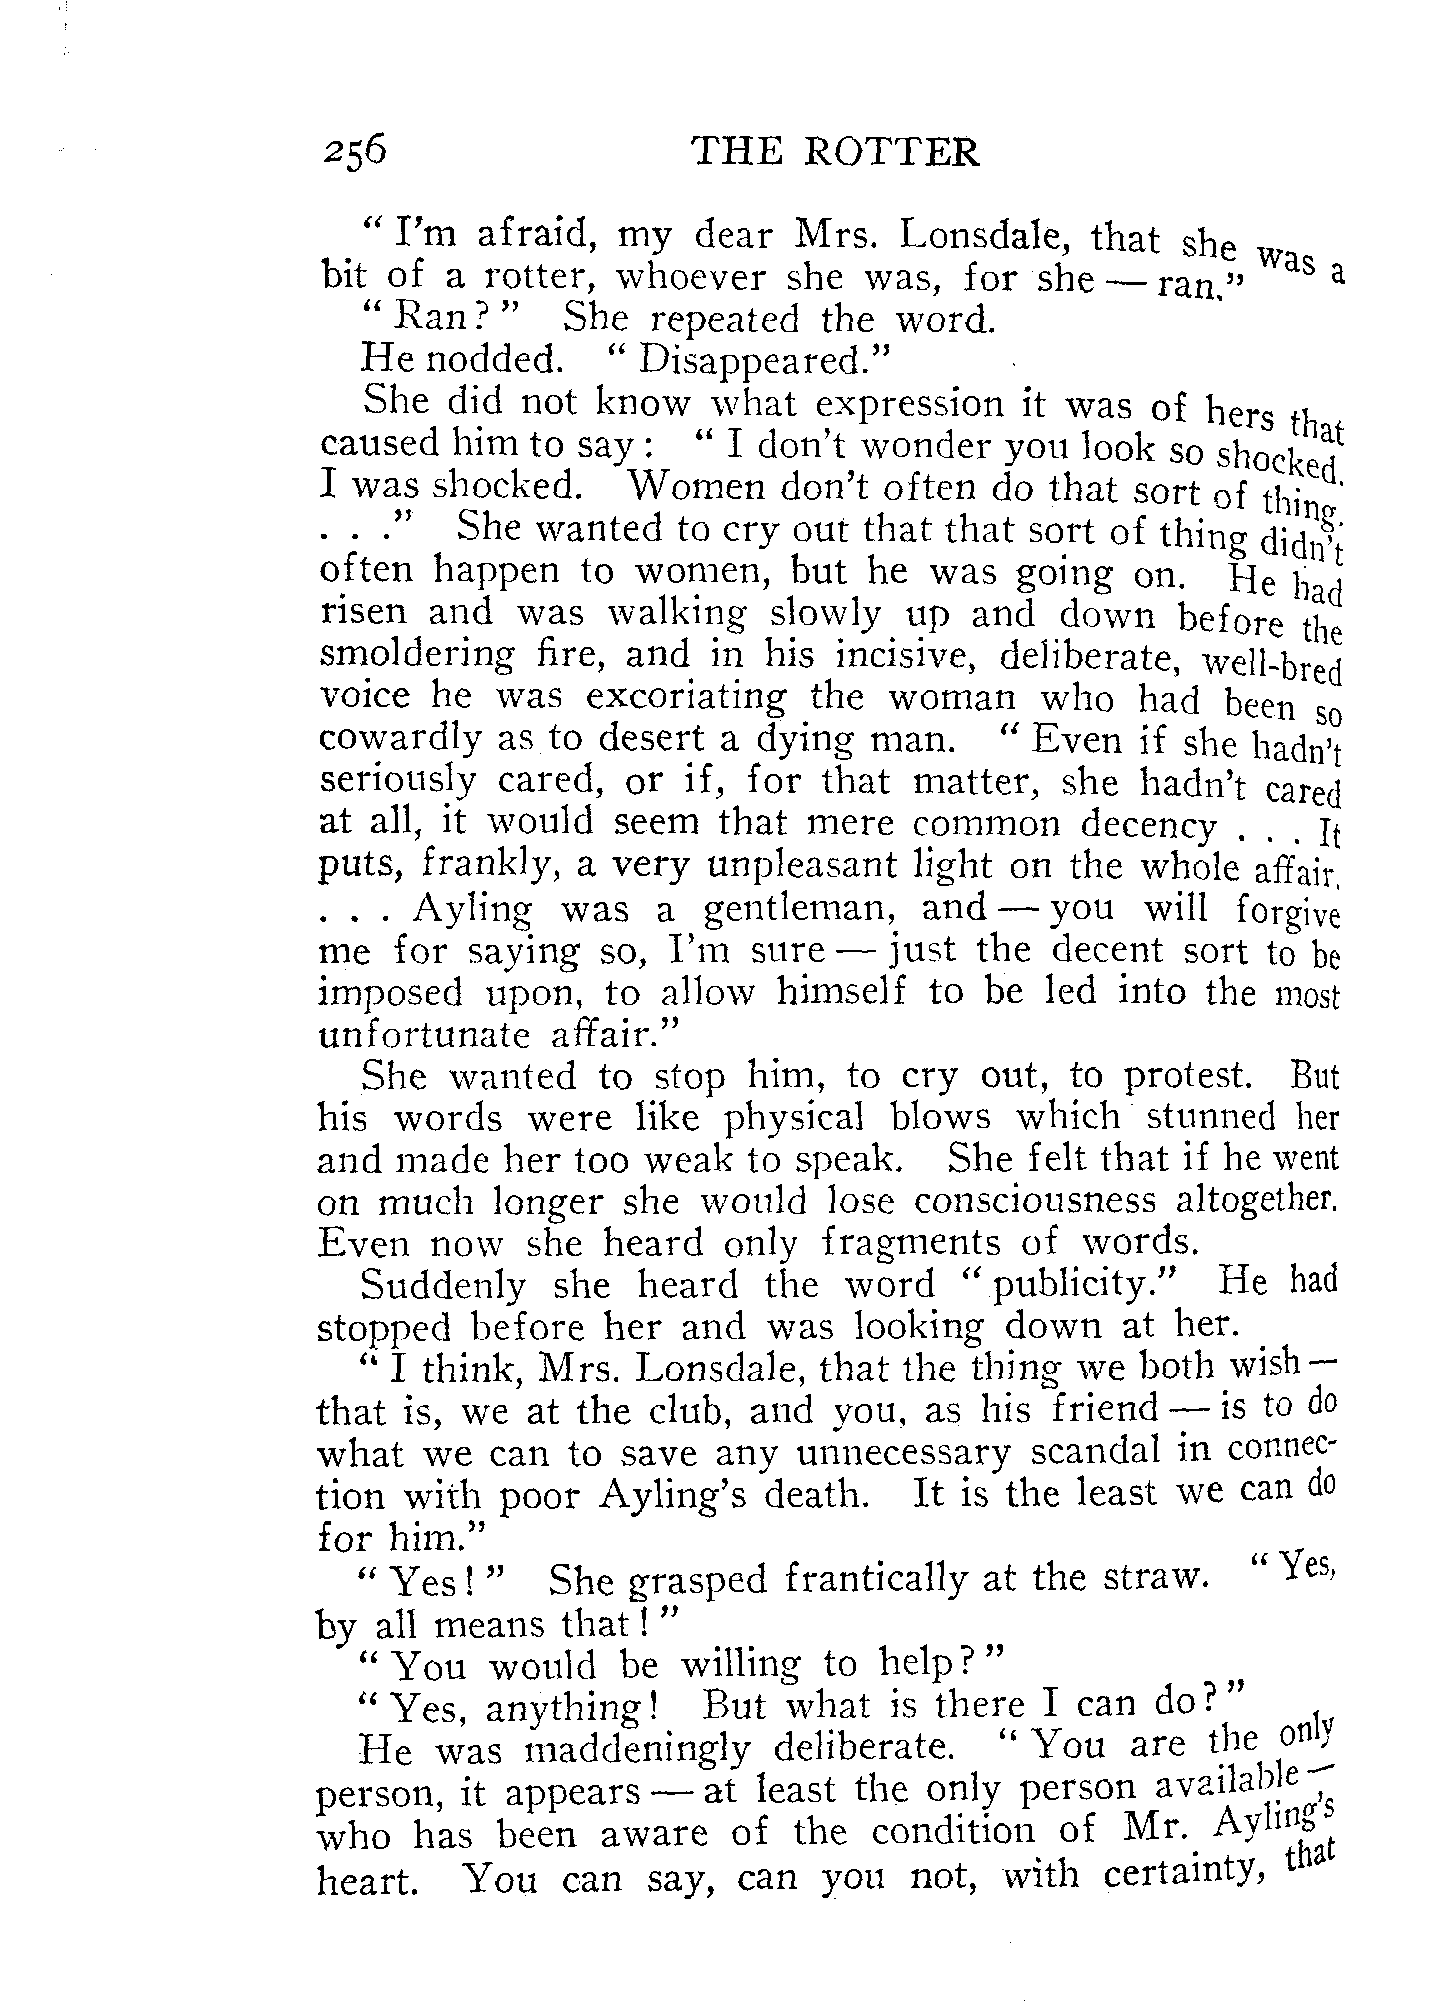 256 THE ROTTER
“ I'm afraid, my dear Mrs. Lonsdale, that she was a
bit of a rotter, whoever she was, for she — ran.”
“ Ran? ” She repeated the word.
He nodded. “ Disappeared.”
She did not know what expression it was of hers that
caused him to say : “ I don't wonder you look so shocked.
I was shocked. Women don't often do that sort of thing.
. . .” She wanted to cry out that that sort of thing didn't
often happen to women, but he was going on. He had
risen and was walking slowly up and down before the
smoldering fire, and in his incisive, deliberate, well-bred
voice he was excoriating the woman who had been so
cowardly as to desert a dying man. “ Even if she hadn't
seriously cared, or if, for that matter, she hadn't cared
at all, it would seem that mere common decency . . . It
puts, frankly, a very unpleasant light on the whole affair.
. . . Ayling was a gentleman, and — you will forgive
me for saying so, I'm sure — just the decent sort to be
imposed upon, to allow himself to be led into the most
unfortunate affair.”
She wanted to stop him, to cry out, to protest. But
his words were like physical blows which stunned her
and made her too weak to speak. She felt that if he went
on much longer she would lose consciousness altogether.
Even now she heard only fragments of words.
Suddenly she heard the word “ publicity.” He had
stopped before her and was looking down at her.
“ I think, Mrs. Lonsdale, that the thing we both wish —
that is, we at the club, and you, as his friend — is to do
what we can to save any unnecessary scandal in connec-
tion with poor Ayling's death. It is the least we can do
for him.”
“ Yes! ” She grasped frantically at the straw. “ Yes,
by all means that! ”
“ You would be willing to help? ”
“ Yes, anything! But what is there I can do? ”
He was maddeningly deliberate. “ You are the only
person, it appears — at least the only person available —
who has been aware of the condition of Mr. Ayling's
heart. You can say, can you not, with certainty, that